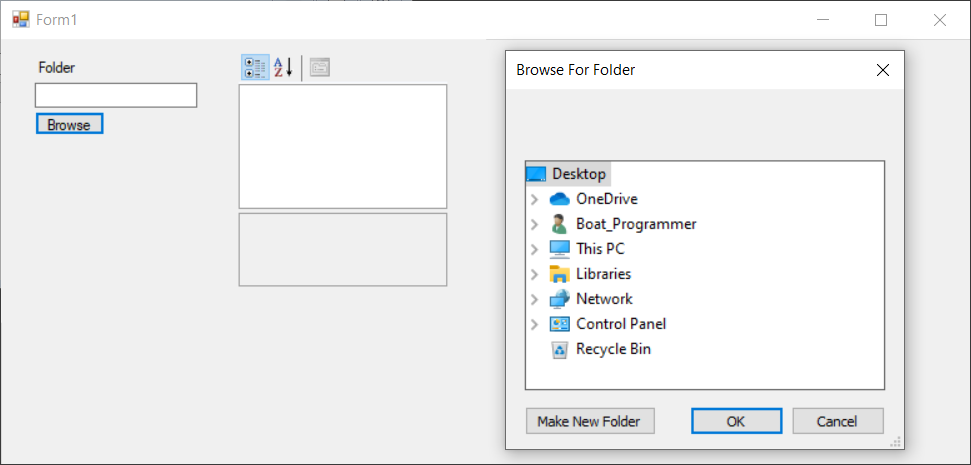 Form1
Folder
Browse
A
Z
Browse For Folder
Desktop
OneDrive
Boat_Programmer
This PC
Libraries
Network
Control Panel
Recycle Bin
Make New Folder
OK
Cancel